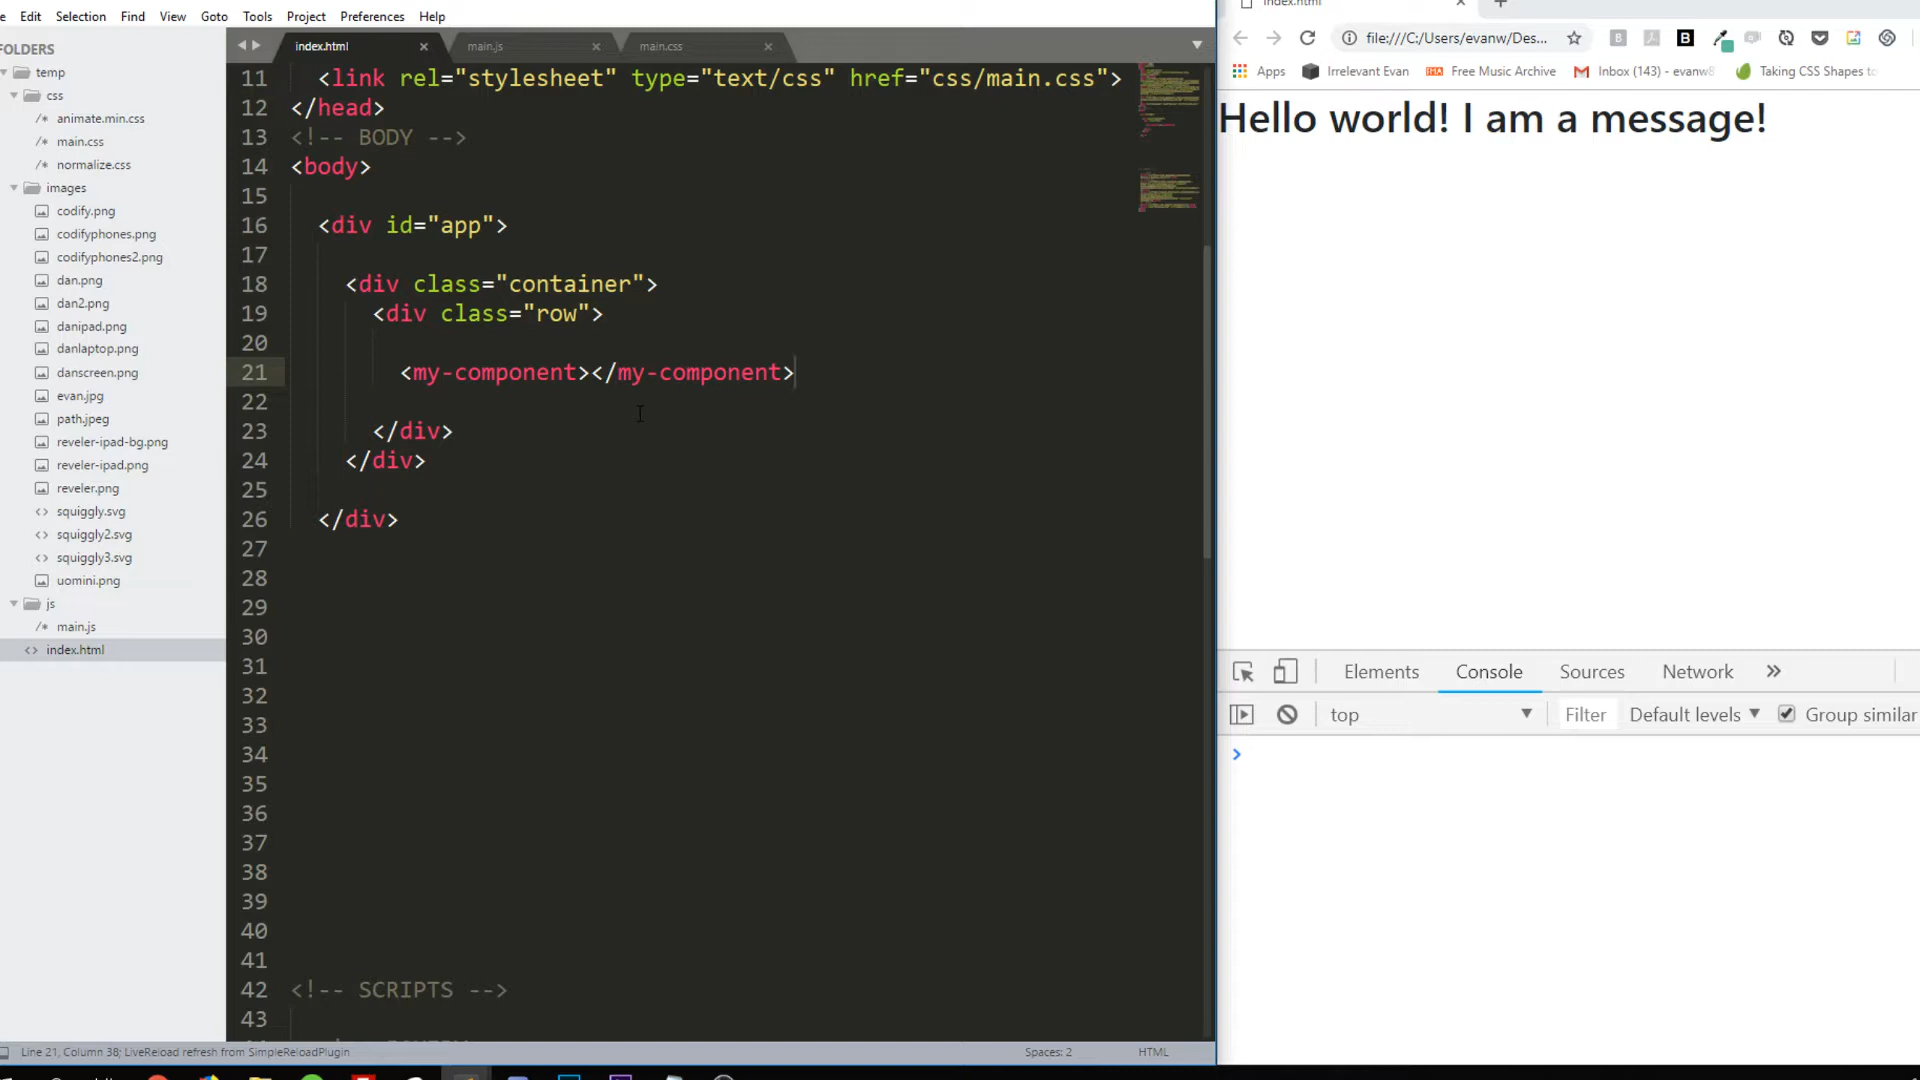 Edit Selection Find View Goto Tools Project Preferences Help
index.html
file:///C:/Users/evanw/Des...
Apps Irrelevant Evan Free Music Archive Inbox (143) - evanw8 Taking CSS Shapes to
FOLDERS
temp
css
/* animate.min.css
/* main.css
/* normalize.css
images
codify.png
codifyphones.png
codifyphones2.png
dan.png
dan2.png
danipad.png
danlaptop.png
danscreen.png
evan.jpg
path.jpeg
reveler-ipad-bg.png
reveler-ipad.png
reveler.png
<> squiggly.svg
<> squiggly2.svg
<> squiggly3.svg
uomini.png
js
/* main.js
<> index.html
index.html main.js main.css
11 <link rel="stylesheet" type="text/css" href="css/main.css">
12 </head>
13 <!-- BODY -->
14 <body>
15
16 <div id="app">
17
18 <div class="container">
19 <div class="row">
20
21 <my-component></my-component>
22
23 </div>
24 </div>
25
26 </div>
27
28
29
30
31
32
33
34
35
36
37
38
39
40
41
42 <!-- SCRIPTS -->
43
Line 21, Column 38; LiveReload refresh from SimpleReloadPlugin Spaces: 2 HTML
Hello world! I am a message!
Elements Console Sources Network »
top Filter Default levels Group similar
>